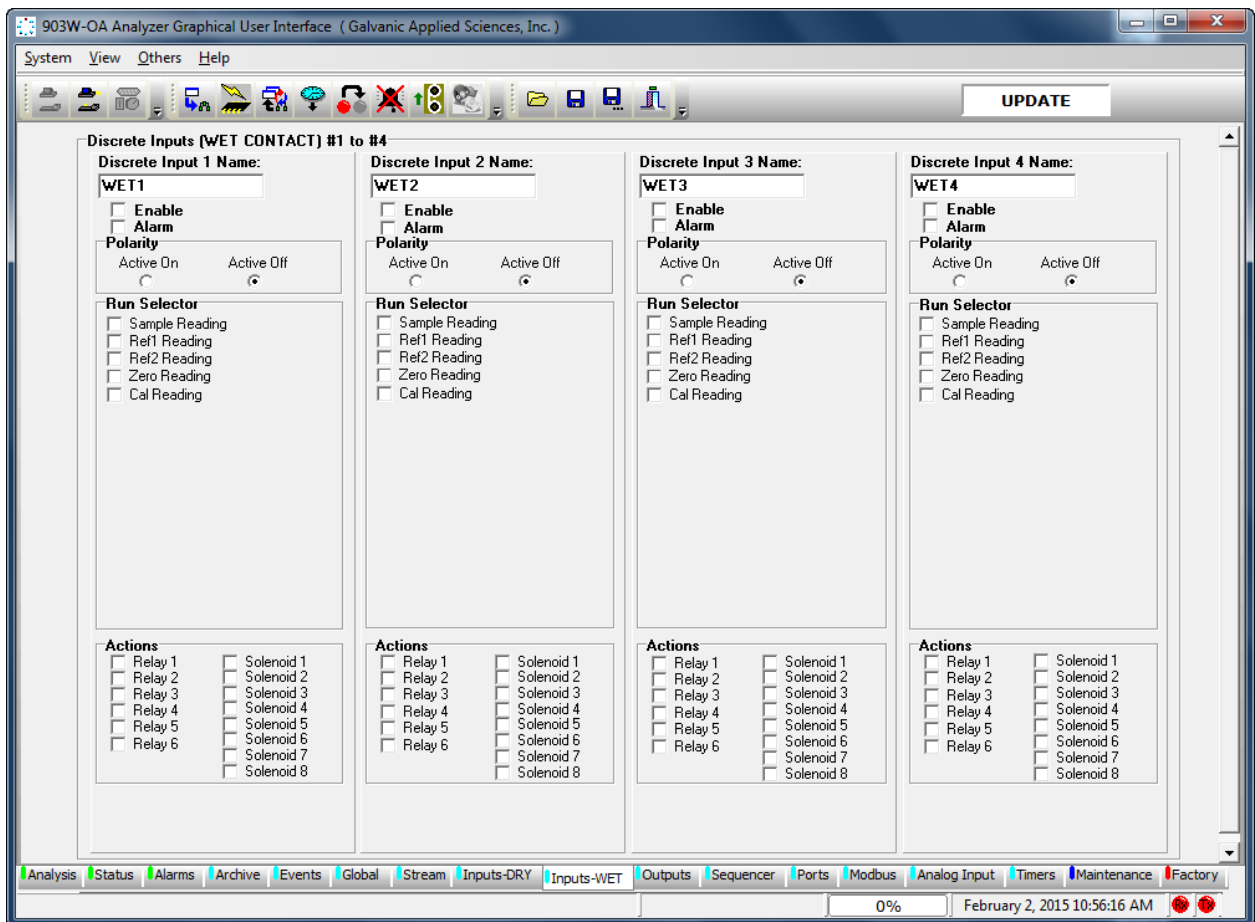 903W-OA Analyzer Graphical User Interface ( Galvanic Applied Sciences, Inc. )
System View Others Help
UPDATE
Discrete Inputs (WET CONTACT) #1 to #4
Discrete Input 1 Name:
WET1
Enable
Alarm
Polarity
Active On Active Off
Run Selector
Sample Reading
Ref1 Reading
Ref2 Reading
Zero Reading
Cal Reading
Actions
Relay 1
Relay 2
Relay 3
Relay 4
Relay 5
Relay 6
Solenoid 1
Solenoid 2
Solenoid 3
Solenoid 4
Solenoid 5
Solenoid 6
Solenoid 7
Solenoid 8
Discrete Input 2 Name:
WET2
Enable
Alarm
Polarity
Active On Active Off
Run Selector
Sample Reading
Ref1 Reading
Ref2 Reading
Zero Reading
Cal Reading
Actions
Relay 1
Relay 2
Relay 3
Relay 4
Relay 5
Relay 6
Solenoid 1
Solenoid 2
Solenoid 3
Solenoid 4
Solenoid 5
Solenoid 6
Solenoid 7
Solenoid 8
Discrete Input 3 Name:
WET3
Enable
Alarm
Polarity
Active On Active Off
Run Selector
Sample Reading
Ref1 Reading
Ref2 Reading
Zero Reading
Cal Reading
Actions
Relay 1
Relay 2
Relay 3
Relay 4
Relay 5
Relay 6
Solenoid 1
Solenoid 2
Solenoid 3
Solenoid 4
Solenoid 5
Solenoid 6
Solenoid 7
Solenoid 8
Discrete Input 4 Name:
WET4
Enable
Alarm
Polarity
Active On Active Off
Run Selector
Sample Reading
Ref1 Reading
Ref2 Reading
Zero Reading
Cal Reading
Actions
Relay 1
Relay 2
Relay 3
Relay 4
Relay 5
Relay 6
Solenoid 1
Solenoid 2
Solenoid 3
Solenoid 4
Solenoid 5
Solenoid 6
Solenoid 7
Solenoid 8
Analysis Status Alarms Archive Events Global Stream Inputs-DRY Inputs-WET Outputs Sequencer Ports Modbus Analog Input Timers Maintenance Factory
0% February 2, 2015 10:56:16 AM Rx Tx